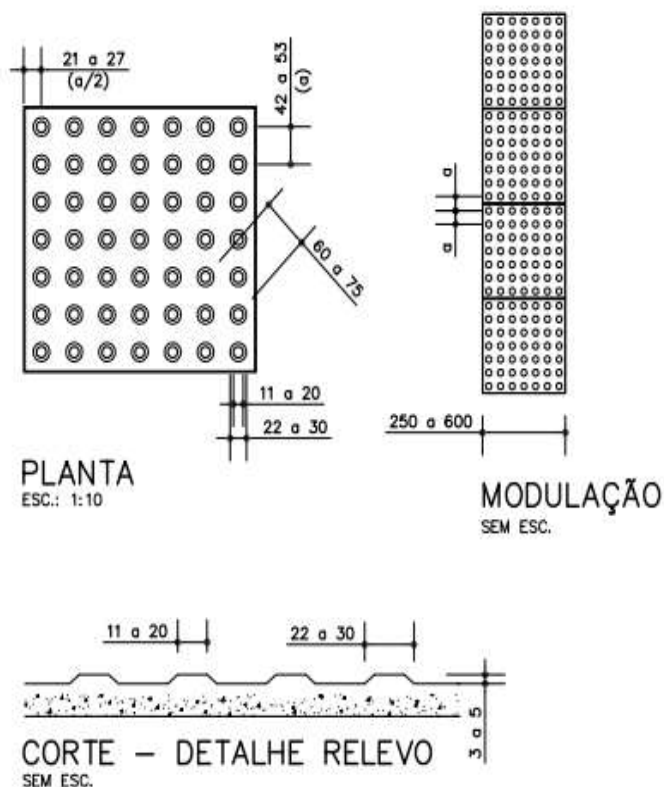 21 a 27
(a/2)
42 a 53
(a)
60 a 75
11 a 20
22 a 30
PLANTA
ESC.: 1:10
a
a
250 a 600
MODULAÇÃO
SEM ESC.
11 a 20
22 a 30
3 a 5
CORTE – DETALHE RELEVO
SEM ESC.